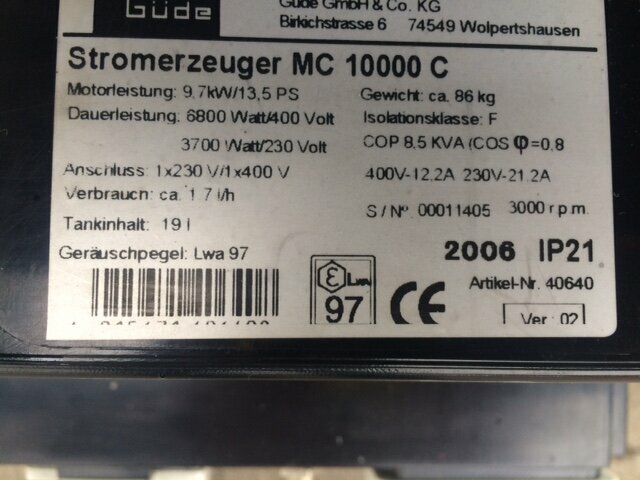 Güde
Güde GmbH & Co. KG
Birkichstrasse 6 74549 Wolpertshausen
Stromerzeuger MC 10000 C
Motorleistung: 9,7kW/13,5 PS
Gewicht: ca. 86 kg
Dauerleistung: 6800 Watt/400 Volt
Isolationsklasse: F
3700 Watt/230 Volt
COP 8.5 KVA (COS φ=0,8
Anschluss: 1x230 V/1x400 V
400V-12.2A 230V-21.2A
Verbrauch: ca. 1.7 l/h
S/Nº. 00011405 3000 r.p.m.
Tankinhalt: 19 l
Geräuschpegel: Lwa 97
2006 IP21
Artikel-Nr. 40640
ε Lwa
97
CE
Ver.: 02